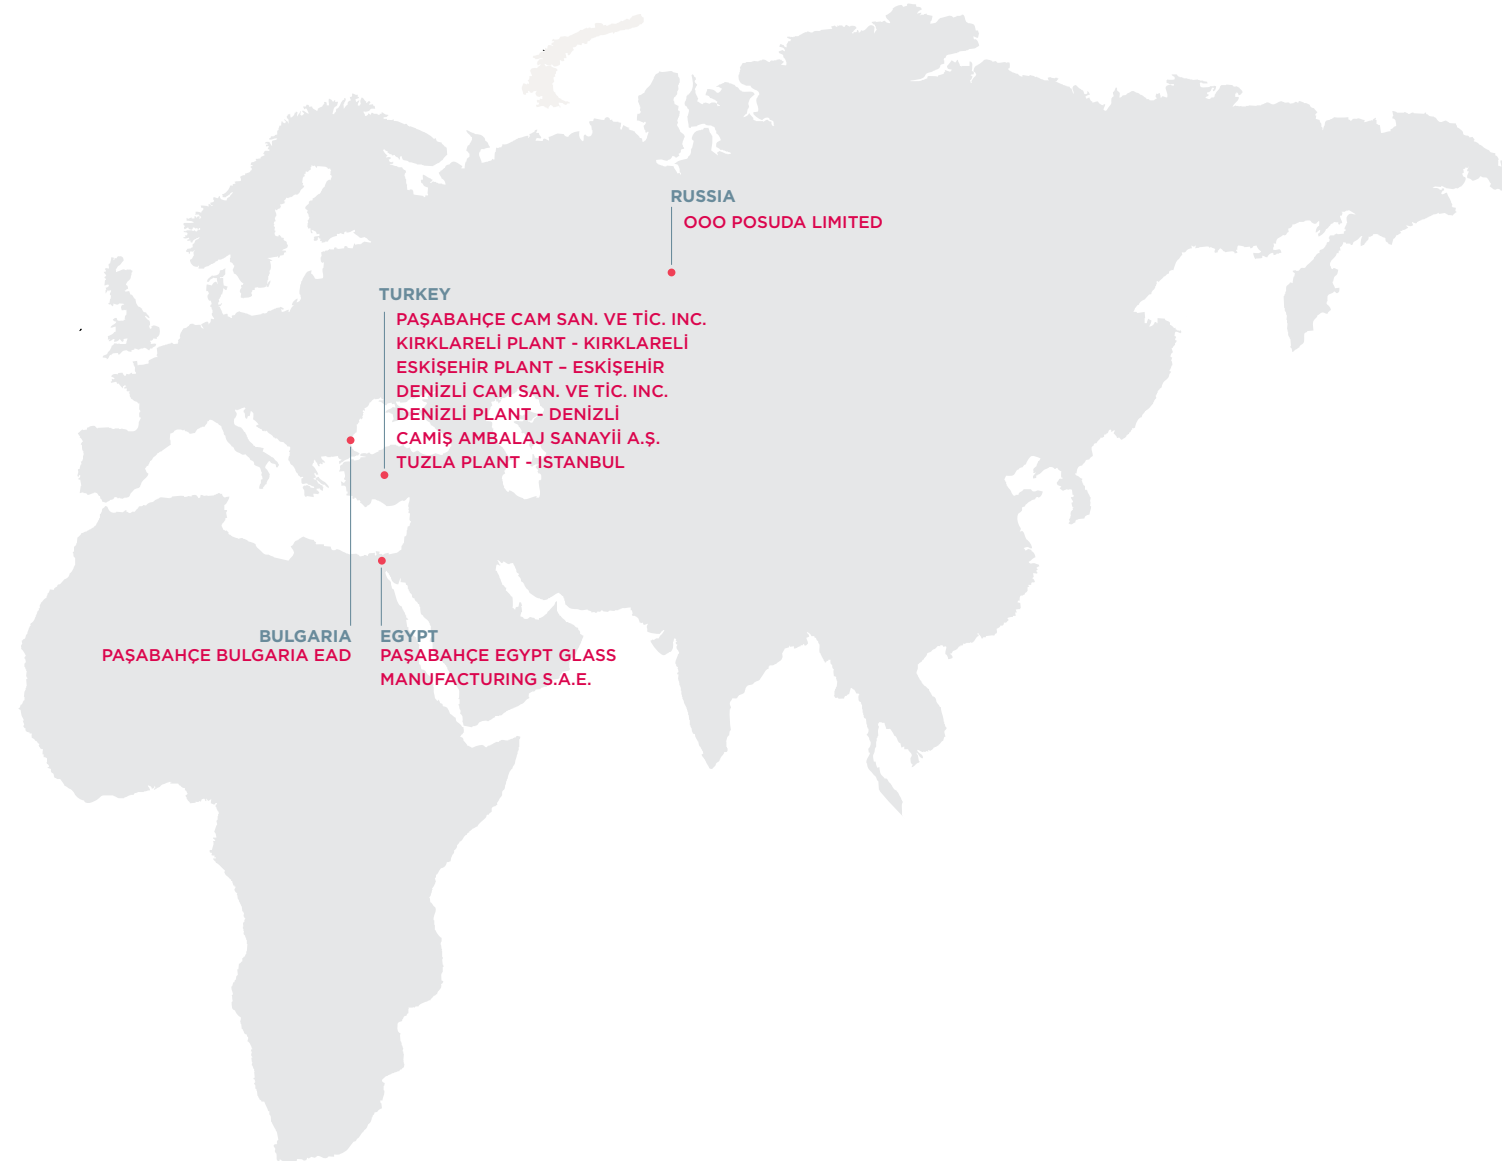 RUSSIA
OOO POSUDA LIMITED
TURKEY
PAŞABAHÇE CAM SAN. VE TİC. INC.
KIRKLARELİ PLANT - KIRKLARELİ
ESKİŞEHİR PLANT – ESKİŞEHİR
DENİZLİ CAM SAN. VE TİC. INC.
DENİZLİ PLANT - DENİZLİ
CAMİŞ AMBALAJ SANAYİİ A.Ş.
TUZLA PLANT - ISTANBUL
BULGARIA
PAŞABAHÇE BULGARIA EAD
EGYPT
PAŞABAHÇE EGYPT GLASS
MANUFACTURING S.A.E.